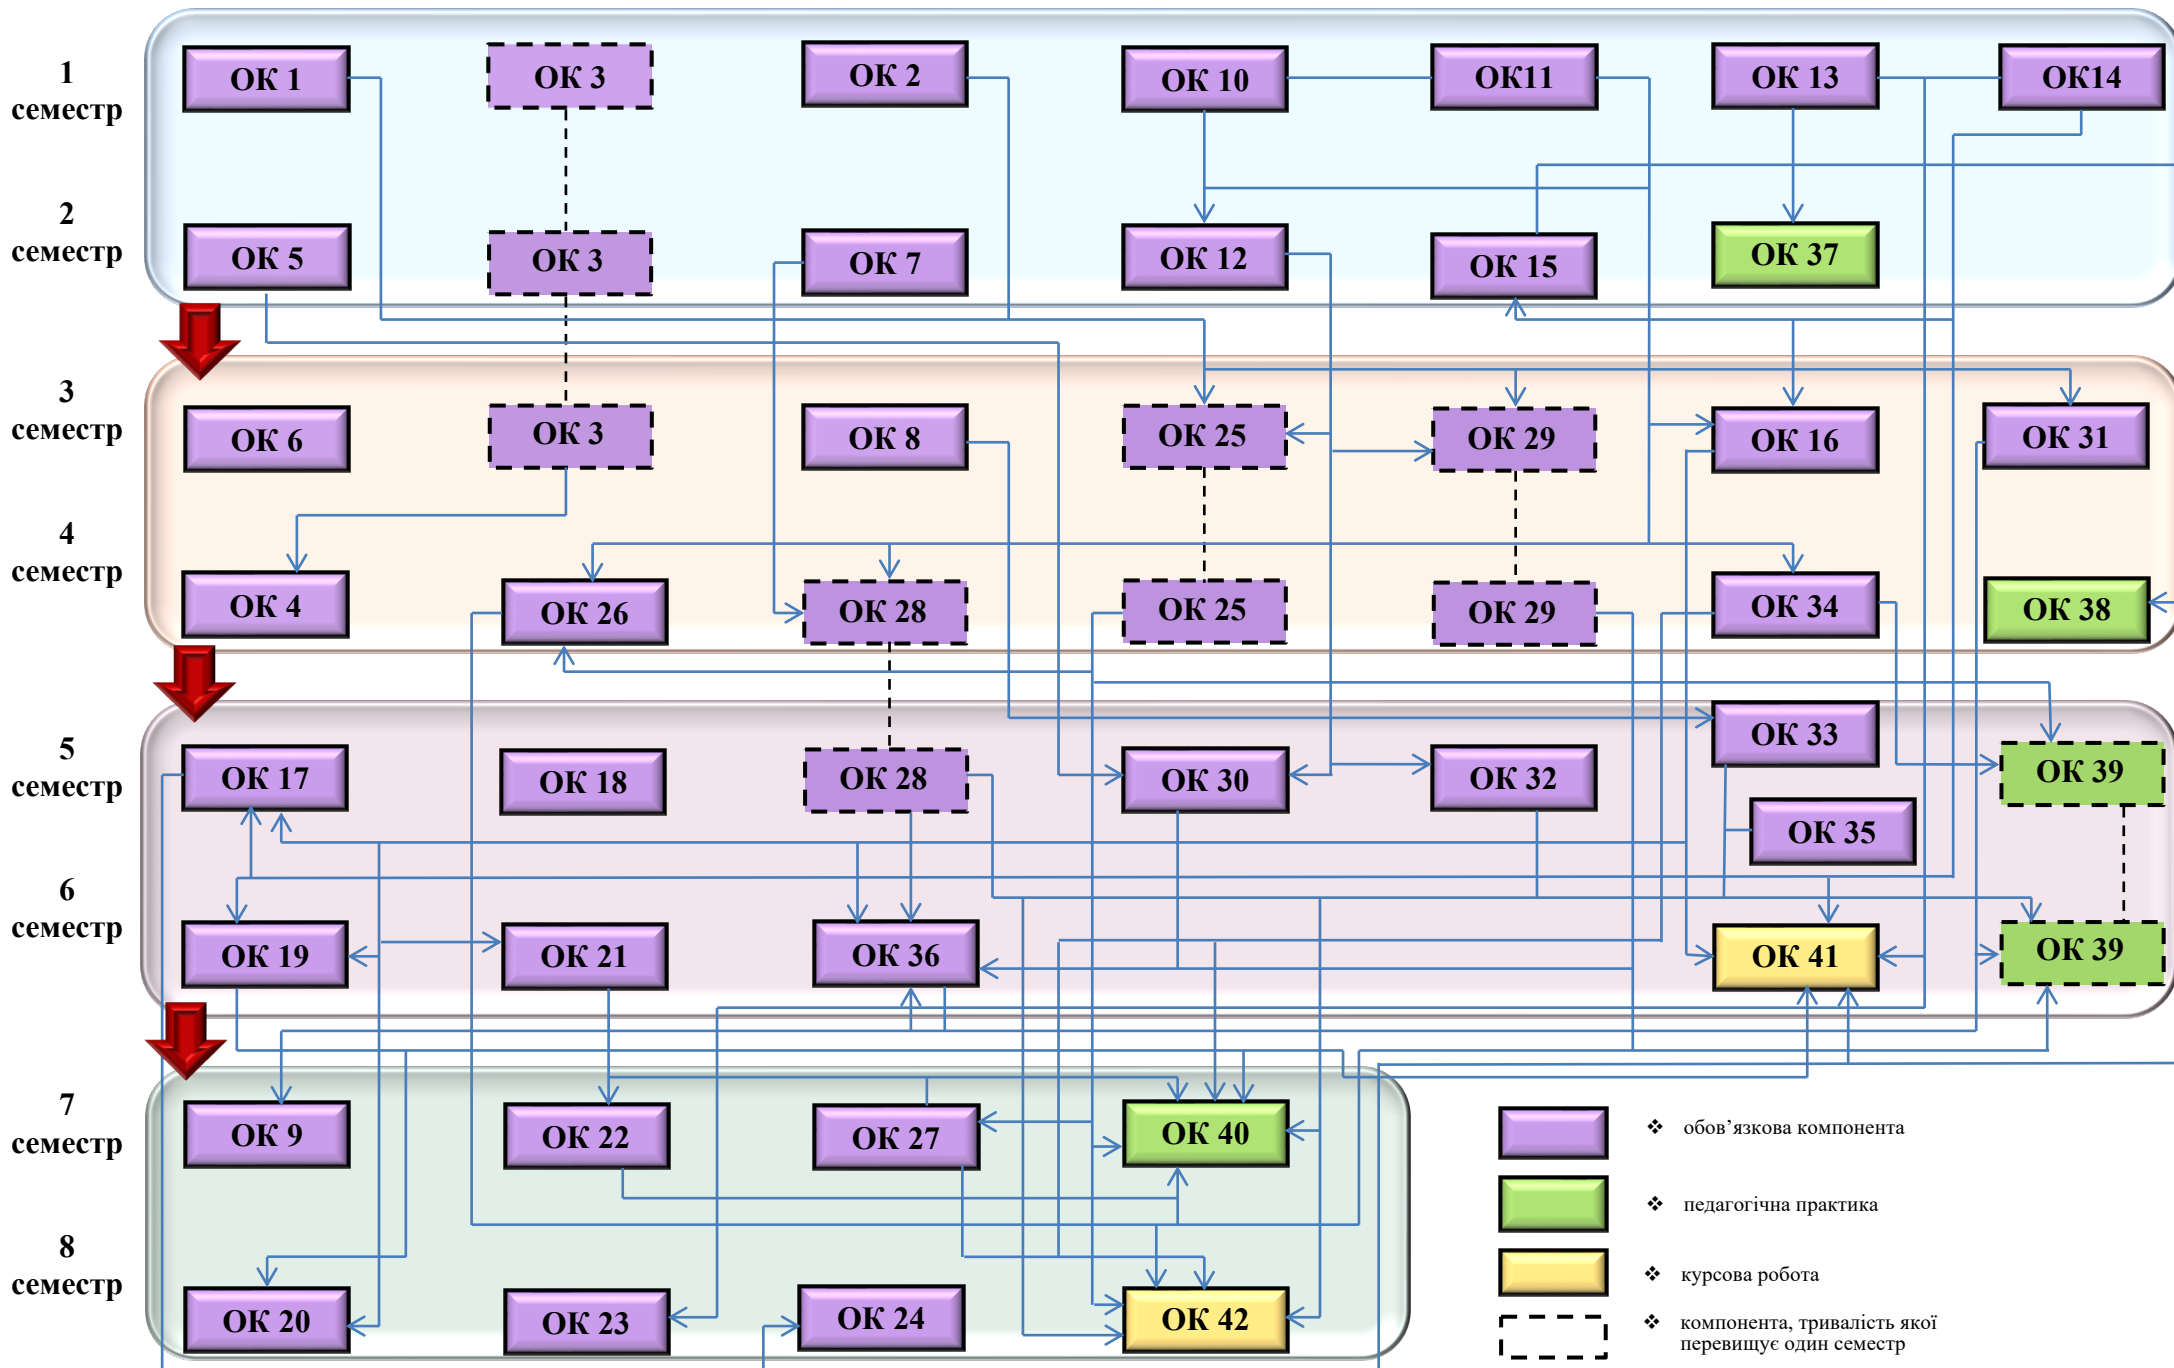 1
семестр
ОК 1
ОК 3
ОК 2
ОК 10
ОК11
ОК 13
ОК14
2
семестр
ОК 5
ОК 3
ОК 7
ОК 12
ОК 15
ОК 37
3
семестр
ОК 6
ОК 3
ОК 8
ОК 25
ОК 29
ОК 16
ОК 31
4
семестр
ОК 4
ОК 26
ОК 28
ОК 25
ОК 29
ОК 34
ОК 38
5
семестр
ОК 17
ОК 18
ОК 28
ОК 30
ОК 32
ОК 33
ОК 39
ОК 35
6
семестр
ОК 19
ОК 21
ОК 36
ОК 41
ОК 39
7
семестр
ОК 9
ОК 22
ОК 27
ОК 40
8
семестр
ОК 20
ОК 23
ОК 24
ОК 42
❖ обов’язкова компонента
❖ педагогічна практика
❖ курсова робота
❖ компонента, тривалість якої
перевищує один семестр